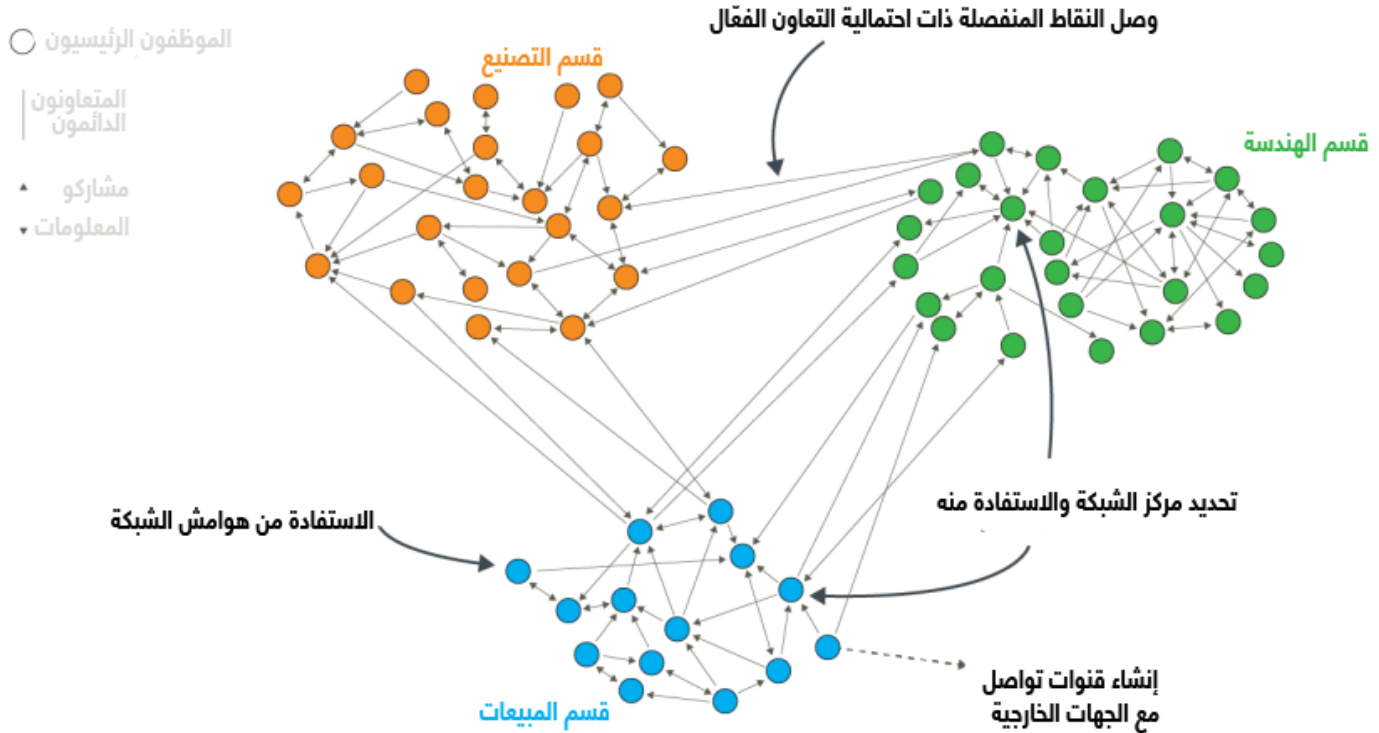 وصل النقاط المنفصلة ذات احتمالية التعاون الفعّال
الموظفون الرئيسيون
المتعاونون
الدائمون
مشاركو
المعلومات
قسم التصنيع
قسم الهندسة
تحديد مركز الشبكة والاستفادة منه
الاستفادة من هوامش الشبكة
إنشاء قنوات تواصل
مع الجهات الخارجية
قسم المبيعات